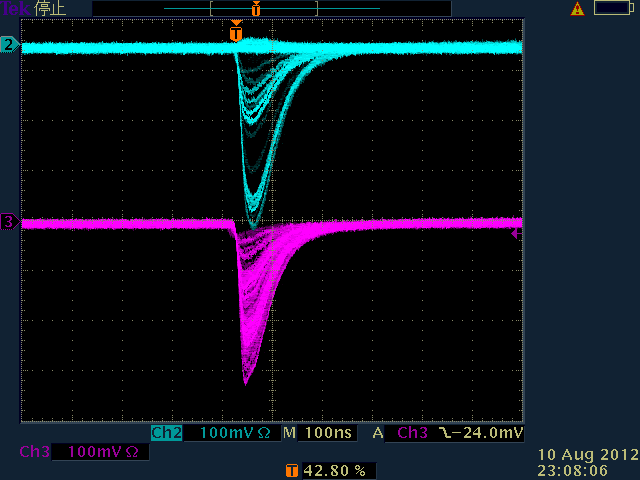 Tek 停止
T
T
2
3
Ch2 100mV Ω M 100ns A Ch3 -24.0mV
Ch3 100mV Ω
T 42.80 %
10 Aug 2012
23:08:06